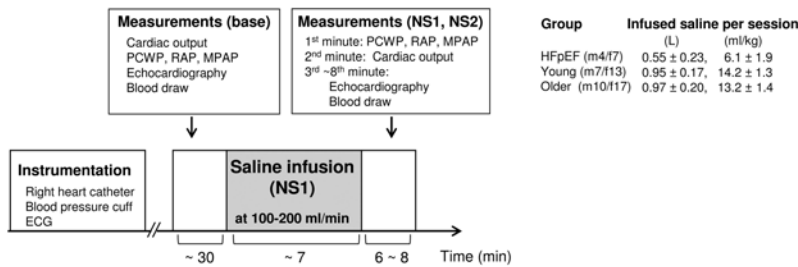 Measurements (base)
Cardiac output
PCWP, RAP, MPAP
Echocardiography
Blood draw
Measurements (NS1, NS2)
1st minute: PCWP, RAP, MPAP
2nd minute: Cardiac output
3rd ~8th minute:
Echocardiography
Blood draw
Group Infused saline per session
(L) (ml/kg)
HFpEF (m4/f7) 0.55 ± 0.23, 6.1 ± 1.9
Young (m7/f13) 0.95 ± 0.17, 14.2 ± 1.3
Older (m10/f17) 0.97 ± 0.20, 13.2 ± 1.4
Instrumentation
Right heart catheter
Blood pressure cuff
ECG
Saline infusion
(NS1)
at 100-200 ml/min
~ 30 ~ 7 6 ~ 8 Time (min)